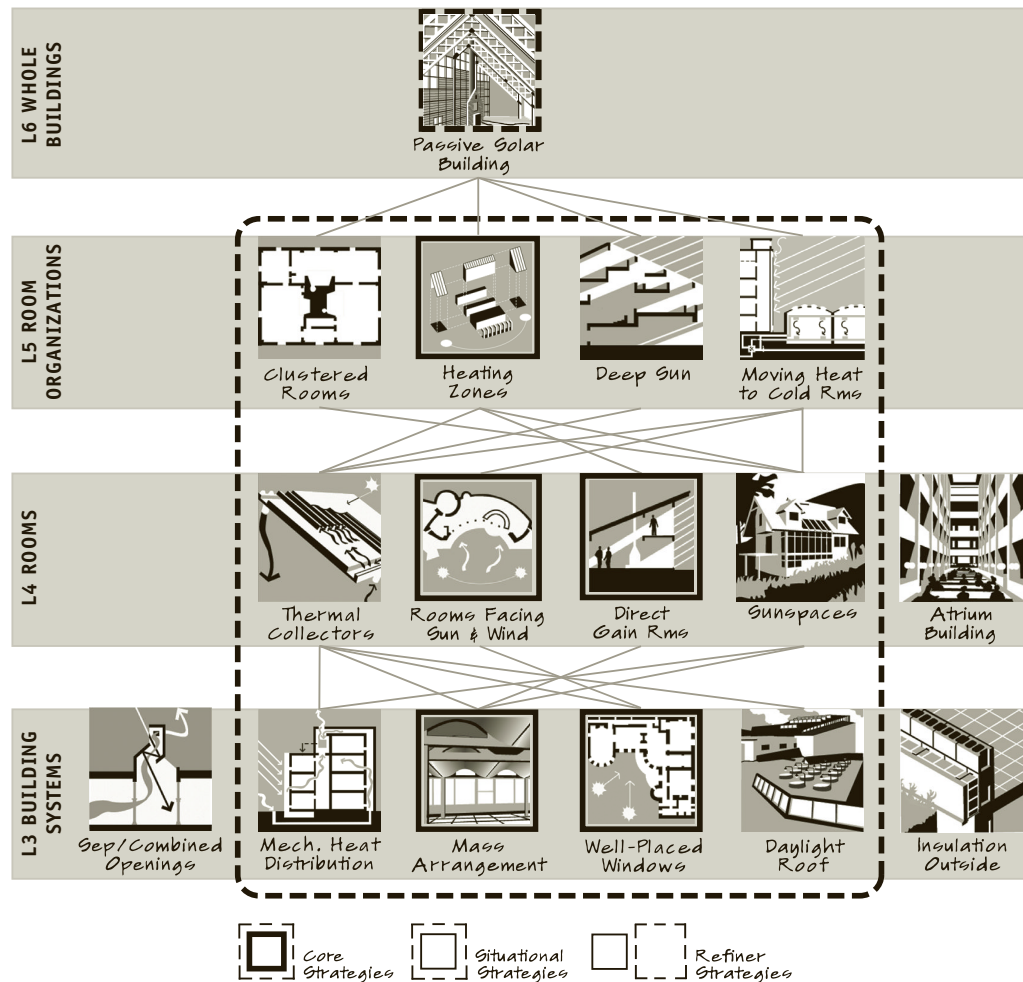 L6 WHOLE
BUILDINGS
Passive Solar
Building
L5 ROOM
ORGANIZATIONS
Clustered
Rooms
Heating
Zones
Deep Sun
Moving Heat
to Cold Rms
L4 ROOMS
Thermal
Collectors
Rooms Facing
Sun & Wind
Direct
Gain Rms
Sunspaces
Atrium
Building
L3 BUILDING
SYSTEMS
Sep/Combined
Openings
Mech. Heat
Distribution
Mass
Arrangement
Well-Placed
Windows
Daylight
Roof
Insulation
Outside
Core
Strategies
Situational
Strategies
Refiner
Strategies